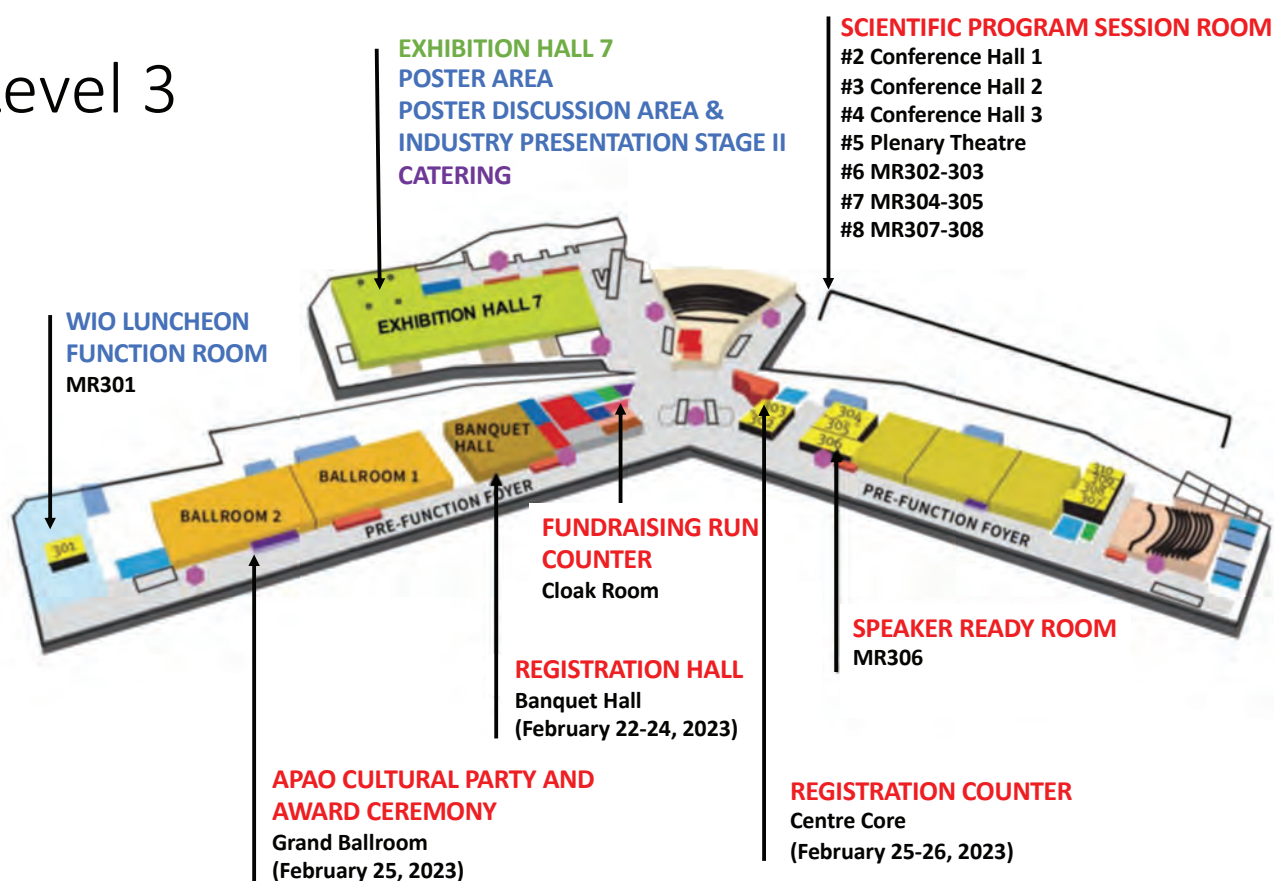 Level 3
EXHIBITION HALL 7
POSTER AREA
POSTER DISCUSSION AREA &
INDUSTRY PRESENTATION STAGE II
CATERING
SCIENTIFIC PROGRAM SESSION ROOM
#2 Conference Hall 1
#3 Conference Hall 2
#4 Conference Hall 3
#5 Plenary Theatre
#6 MR302-303
#7 MR304-305
#8 MR307-308
WIO LUNCHEON
FUNCTION ROOM
MR301
EXHIBITION HALL 7
BANQUET
HALL
BALLROOM 1
BALLROOM 2
PRE-FUNCTION FOYER
301
304
305
306
310
PRE-FUNCTION FOYER
FUNDRAISING RUN
COUNTER
Cloak Room
SPEAKER READY ROOM
MR306
REGISTRATION HALL
Banquet Hall
(February 22-24, 2023)
APAO CULTURAL PARTY AND
AWARD CEREMONY
Grand Ballroom
(February 25, 2023)
REGISTRATION COUNTER
Centre Core
(February 25-26, 2023)